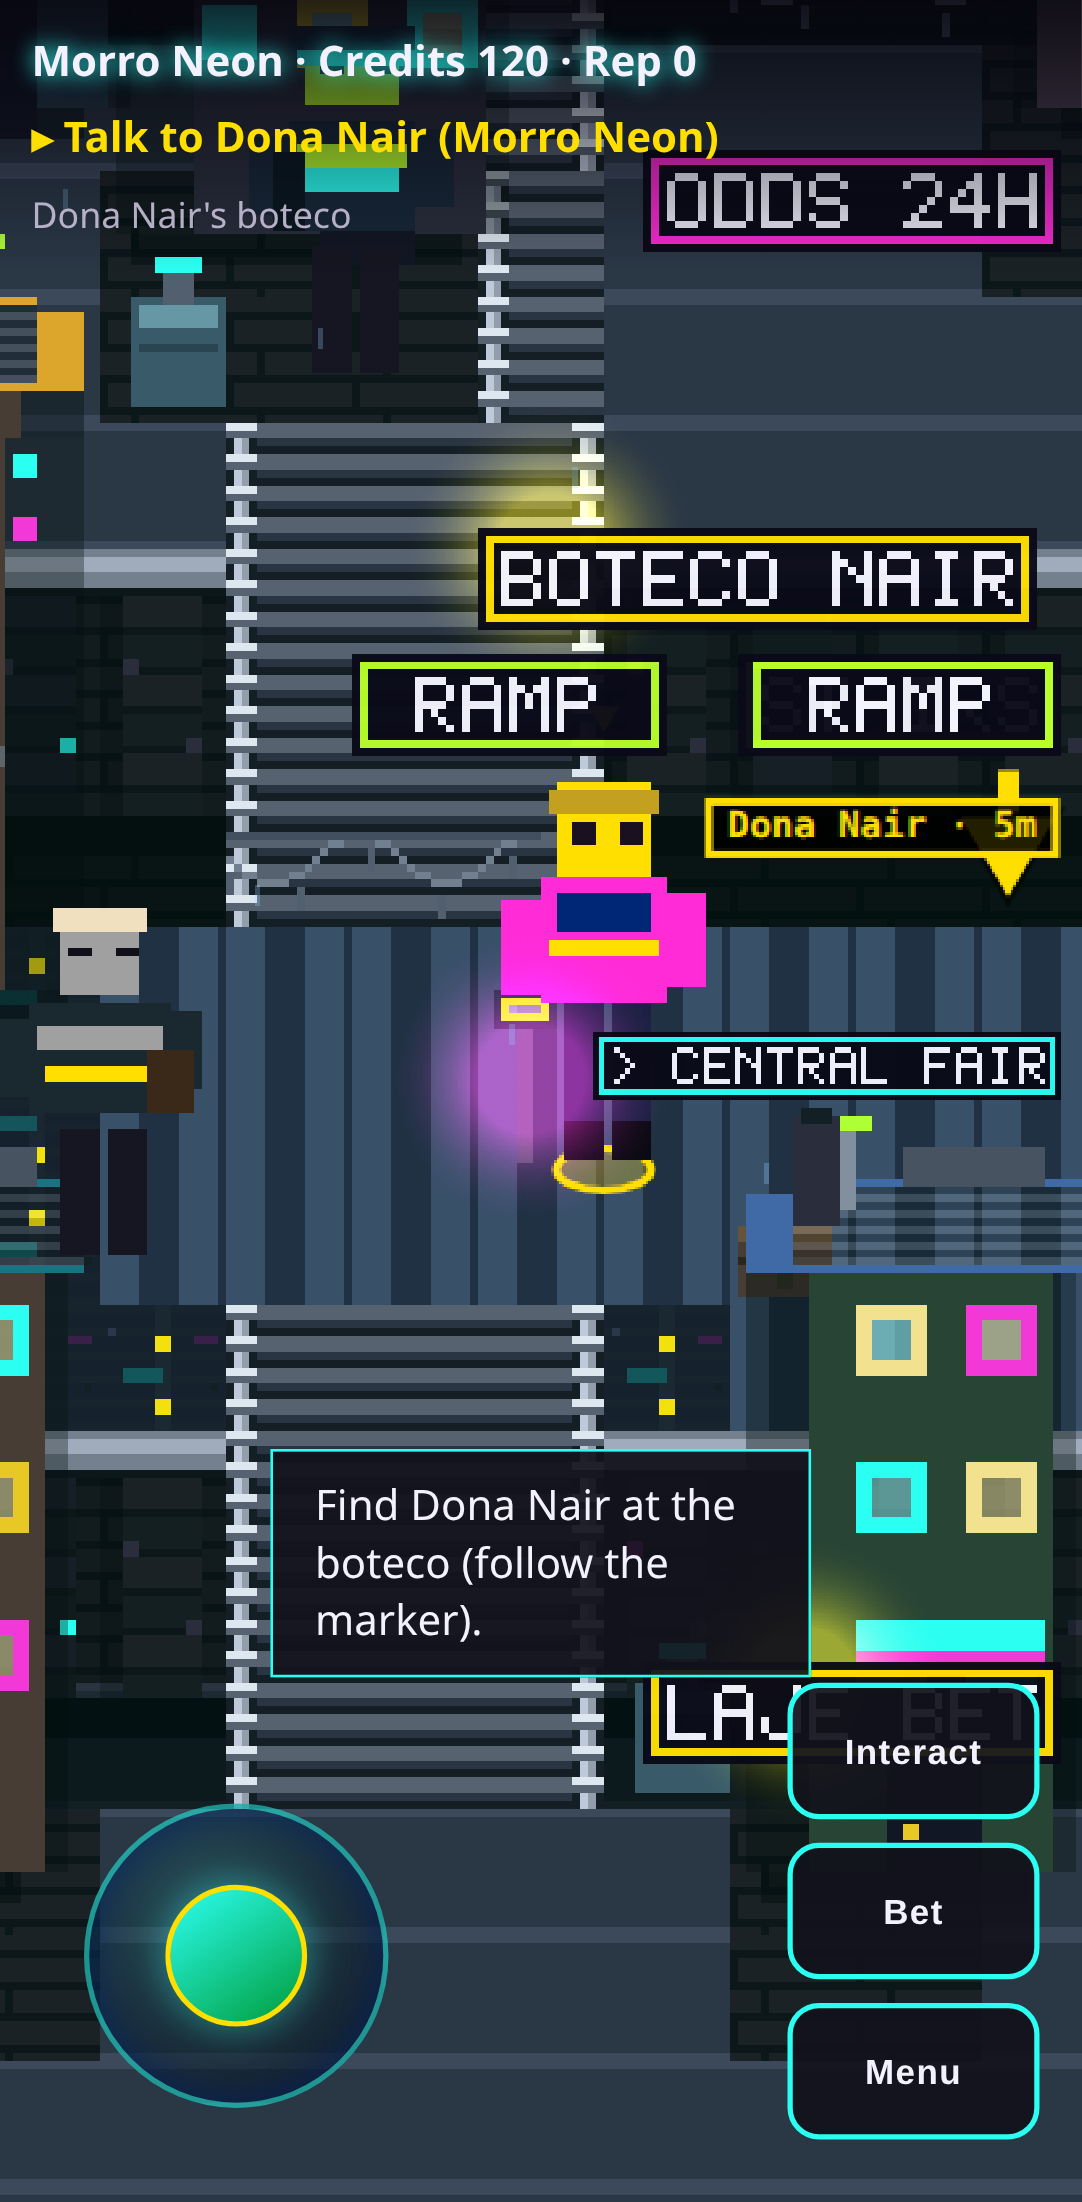 Morro Neon · Credits 120 · Rep 0
▸ Talk to Dona Nair (Morro Neon)
Dona Nair's boteco
ODDS 24H
BOTECO NAIR
RAMP
RAMP
Dona Nair · 5m
> CENTRAL FAIR
Find Dona Nair at the
boteco (follow the
marker).
LAJE BET
Interact
Bet
Menu